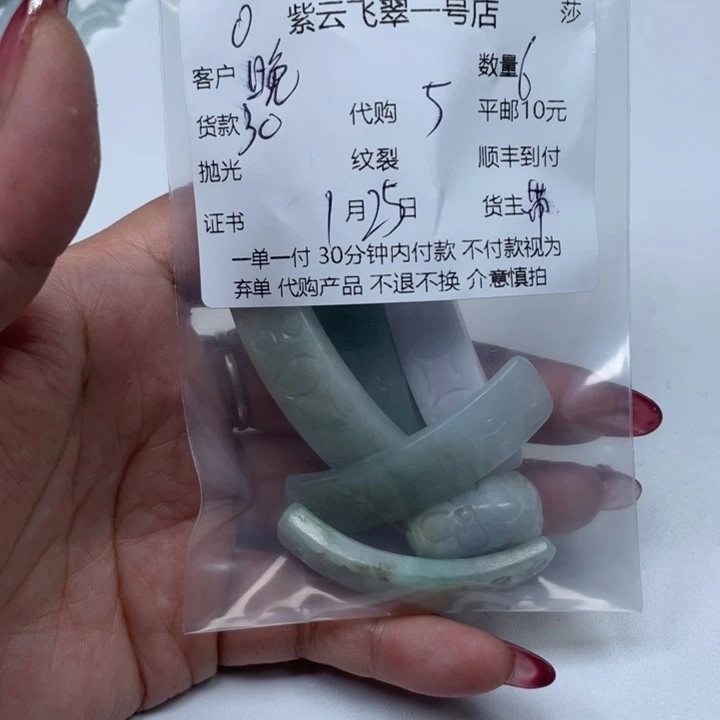 紫云飞翠一号店 莎
客户 晚 数量 6
货款 30 代购 5 平邮10元
抛光 纹裂 顺丰到付
证书 1月25日 货主
一单一付 30分钟内付款 不付款视为
弃单 代购产品 不退不换 介意慎拍